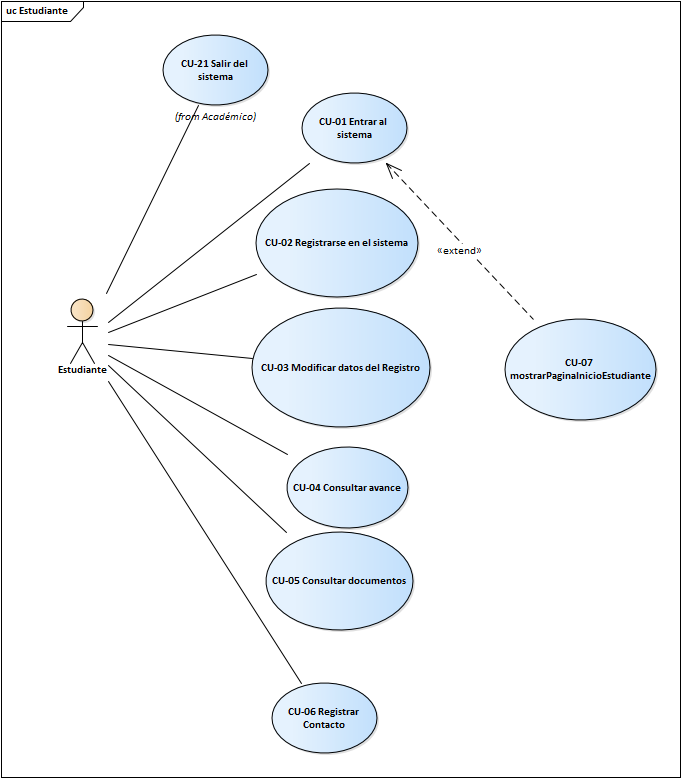 uc Estudiante
CU-21 Salir del
sistema
(from Académico)
CU-01 Entrar al
sistema
CU-02 Registrarse en el sistema
«extend»
Estudiante
CU-03 Modificar datos del Registro
CU-07
mostrarPaginaInicioEstudiante
CU-04 Consultar avance
CU-05 Consultar documentos
CU-06 Registrar
Contacto